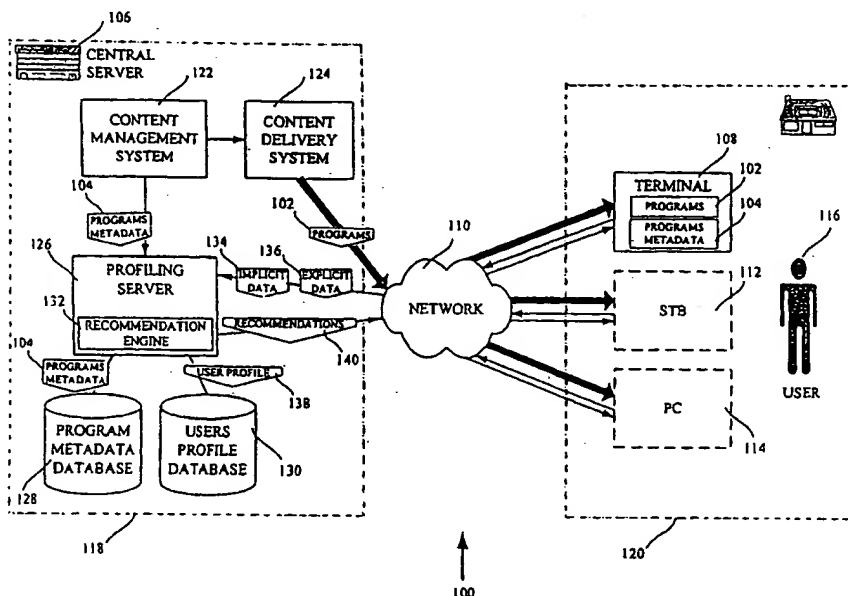 106
CENTRAL
SERVER
122
124
CONTENT
MANAGEMENT
SYSTEM
CONTENT
DELIVERY
SYSTEM
104
PROGRAMS
METADATA
102
PROGRAMS
126
134
136
IMPLICIT
DATA
EXPLICIT
DATA
PROFILING
SERVER
132
RECOMMENDATION
ENGINE
RECOMMENDATIONS
140
104
PROGRAMS
METADATA
USER PROFILE
138
PROGRAM
METADATA
DATABASE
128
USERS
PROFILE
DATABASE
130
118
110
NETWORK
100
108
TERMINAL
102
PROGRAMS
104
PROGRAMS
METADATA
116
112
STB
USER
PC
114
120